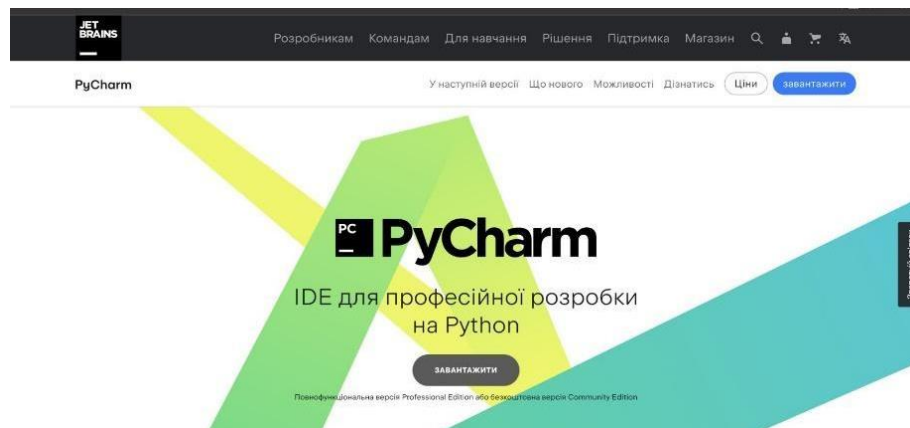 JET
BRAINS
Розробникам Командам Для навчання Рішення Підтримка Магазин
PyCharm
У наступній версії Що нового Можливості Дізнатись Ціни завантажити
PC
PyCharm
IDE для професійної розробки
на Python
ЗАВАНТАЖИТИ
Повнофункціональна версія Professional Edition або безкоштовна версія Community Edition